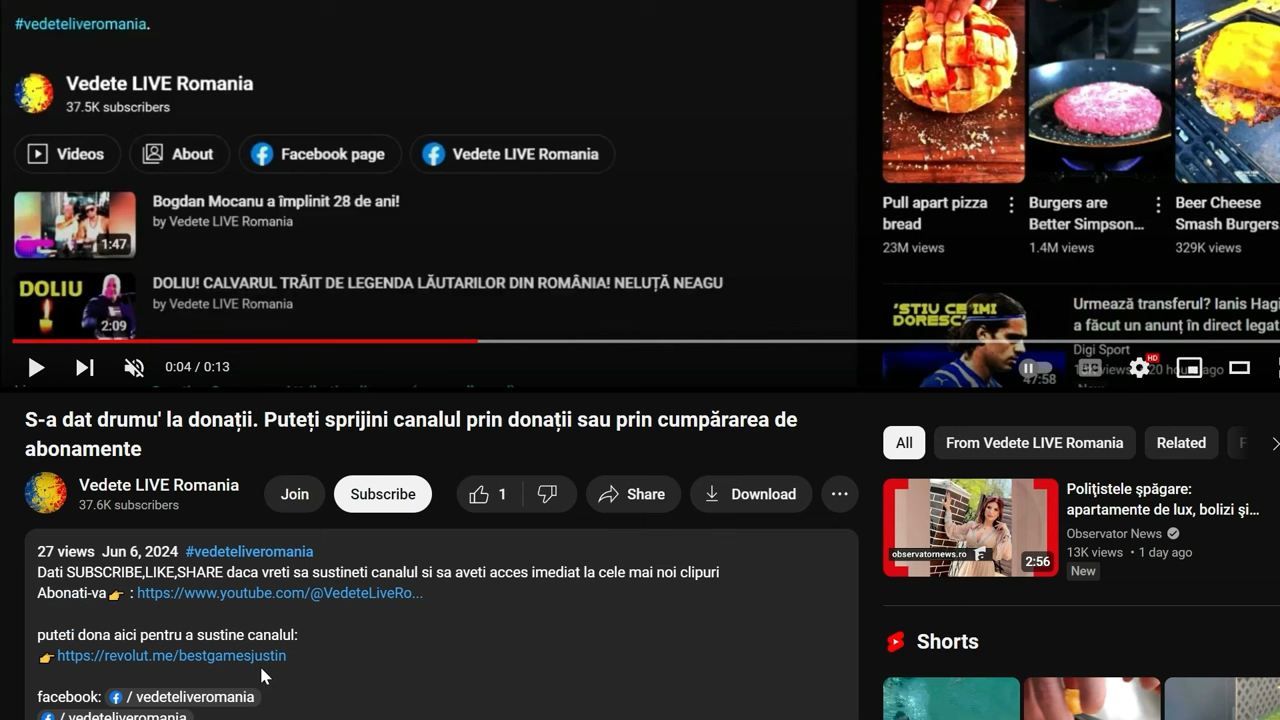 #vedeteliveromania.
Vedete LIVE Romania
37.5K subscribers
Videos
About
Facebook page
Vedete LIVE Romania
Bogdan Mocanu a împlinit 28 de ani!
by Vedete LIVE Romania
1:47
DOLIU! CALVARUL TRĂIT DE LEGENDA LĂUTARILOR DIN ROMÂNIA! NELUȚĂ NEAGU
by Vedete LIVE Romania
DOLIU
2:09
Pull apart pizza
bread
23M views
Burgers are
Better Simpson...
1.4M views
Beer Cheese
Smash Burgers
329K views
'STIU CE IMI
DORESC'
Urmează transferul? Ianis Hagi
a făcut un anunț în direct legat
Digi Sport
20 hours ago
47:58
0:04 / 0:13
HD
S-a dat drumu' la donații. Puteți sprijini canalul prin donații sau prin cumpărarea de
abonamente
Vedete LIVE Romania
37.6K subscribers
Join
Subscribe
1
Share
Download
27 views Jun 6, 2024 #vedeteliveromania
Dati SUBSCRIBE,LIKE,SHARE daca vreti sa sustineti canalul si sa aveti acces imediat la cele mai noi clipuri
Abonati-va👉 : https://www.youtube.com/@VedeteLiveRo...
puteti dona aici pentru a sustine canalul:
👉https://revolut.me/bestgamesjustin
facebook: / vedeteliveromania
/ vedeteliveromania
All
From Vedete LIVE Romania
Related
F
Polițistele șpăgare:
apartamente de lux, bolizi și...
Observator News
13K views • 1 day ago
New
observatornews.ro
2:56
Shorts